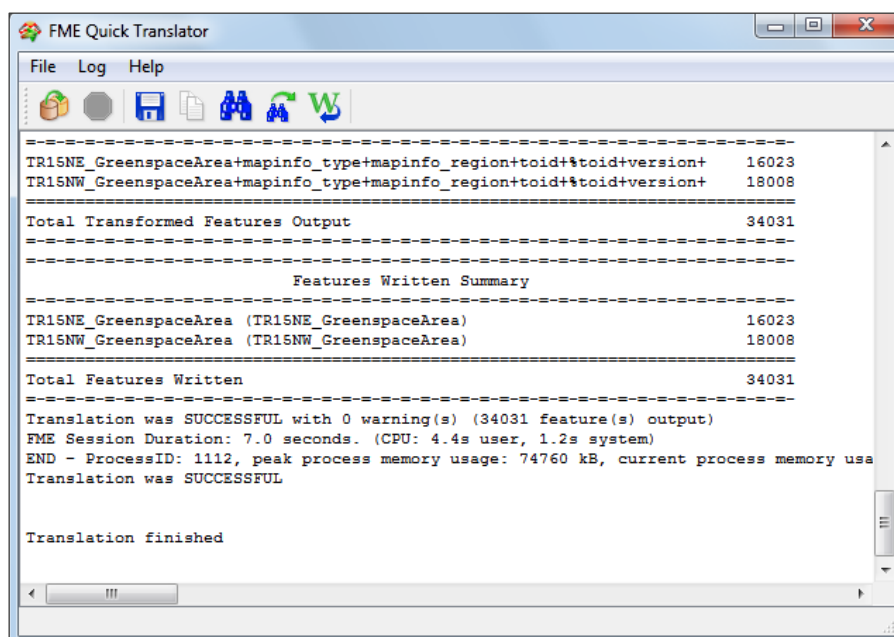 FME Quick Translator
File Log Help
=-=-=-=-=-=-=-=-=-=-=-=-=-=-=-=-=-=-=-=-=-=-=-=-=-=-=-=-=-=-=-=-=-=-=-=-=-=-=-
TR15NE_GreenspaceArea+mapinfo_type+mapinfo_region+toid+%toid+version+ 16023
TR15NW_GreenspaceArea+mapinfo_type+mapinfo_region+toid+%toid+version+ 18008
==============================================================================
Total Transformed Features Output 34031
=-=-=-=-=-=-=-=-=-=-=-=-=-=-=-=-=-=-=-=-=-=-=-=-=-=-=-=-=-=-=-=-=-=-=-=-=-=-=-
=-=-=-=-=-=-=-=-=-=-=-=-=-=-=-=-=-=-=-=-=-=-=-=-=-=-=-=-=-=-=-=-=-=-=-=-=-=-=-
Features Written Summary
=-=-=-=-=-=-=-=-=-=-=-=-=-=-=-=-=-=-=-=-=-=-=-=-=-=-=-=-=-=-=-=-=-=-=-=-=-=-=-
TR15NE_GreenspaceArea (TR15NE_GreenspaceArea) 16023
TR15NW_GreenspaceArea (TR15NW_GreenspaceArea) 18008
==============================================================================
Total Features Written 34031
=-=-=-=-=-=-=-=-=-=-=-=-=-=-=-=-=-=-=-=-=-=-=-=-=-=-=-=-=-=-=-=-=-=-=-=-=-=-=-
Translation was SUCCESSFUL with 0 warning(s) (34031 feature(s) output)
FME Session Duration: 7.0 seconds. (CPU: 4.4s user, 1.2s system)
END - ProcessID: 1112, peak process memory usage: 74760 kB, current process memory usa
Translation was SUCCESSFUL
Translation finished